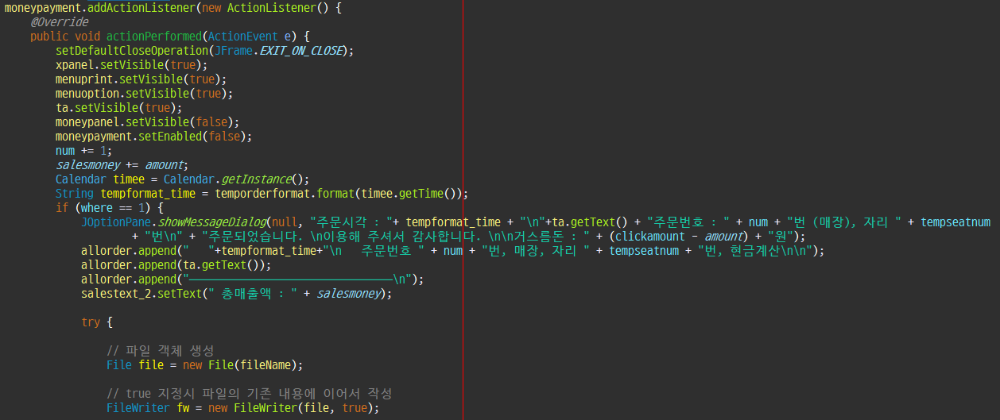 moneypayment.addActionListener(new ActionListener() {
@Override
public void actionPerformed(ActionEvent e) {
setDefaultCloseOperation(JFrame.EXIT_ON_CLOSE);
xpanel.setVisible(true);
menuprint.setVisible(true);
menuoption.setVisible(true);
ta.setVisible(true);
moneypanel.setVisible(false);
moneypayment.setEnabled(false);
num += 1;
salesmoney += amount;
Calendar timee = Calendar.getInstance();
String tempformat_time = temporderformat.format(timee.getTime());
if (where == 1) {
JOptionPane.showMessageDialog(null, "주문시각 : "+ tempformat_time + "\n"+ta.getText() + "주문번호 : " + num + "번 (매장), 자리 " + tempseatnum
+ "번\n" + "주문되었습니다. \n이용해 주셔서 감사합니다. \n\n거스름돈 : " + (clickamount - amount) + "원");
allorder.append("   "+tempformat_time+"\n   주문번호 " + num + "번, 매장, 자리 " + tempseatnum + "번, 현금계산\n\n");
allorder.append(ta.getText());
allorder.append("────────────────────────────────\n");
salestext_2.setText(" 총매출액 : " + salesmoney);
try {
// 파일 객체 생성
File file = new File(fileName);
// true 지정시 파일의 기존 내용에 이어서 작성
FileWriter fw = new FileWriter(file, true);